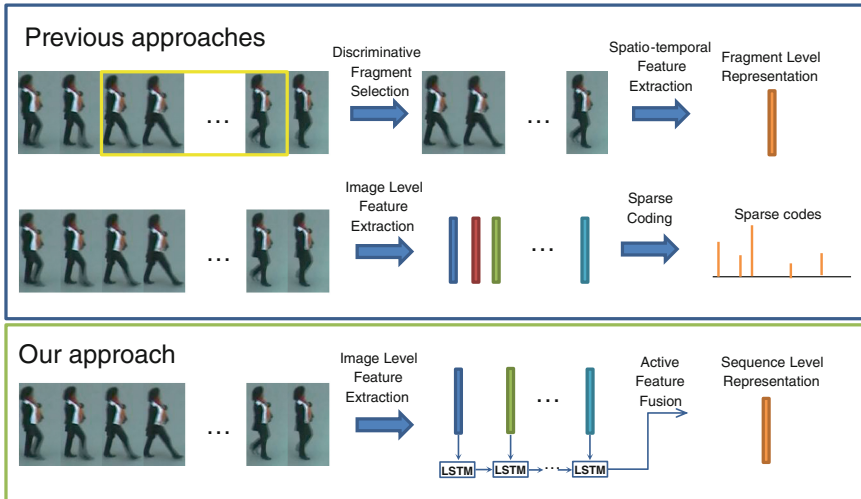 Previous approaches
Discriminative
Fragment
Selection
...
Spatio-temporal
Feature
Extraction
Fragment Level
Representation
...
Image Level
Feature
Extraction
...
Sparse
Coding
Sparse codes
...
Our approach
Image Level
Feature
Extraction
...
Active
Feature
Fusion
Sequence Level
Representation
...
LSTM LSTM ... LSTM